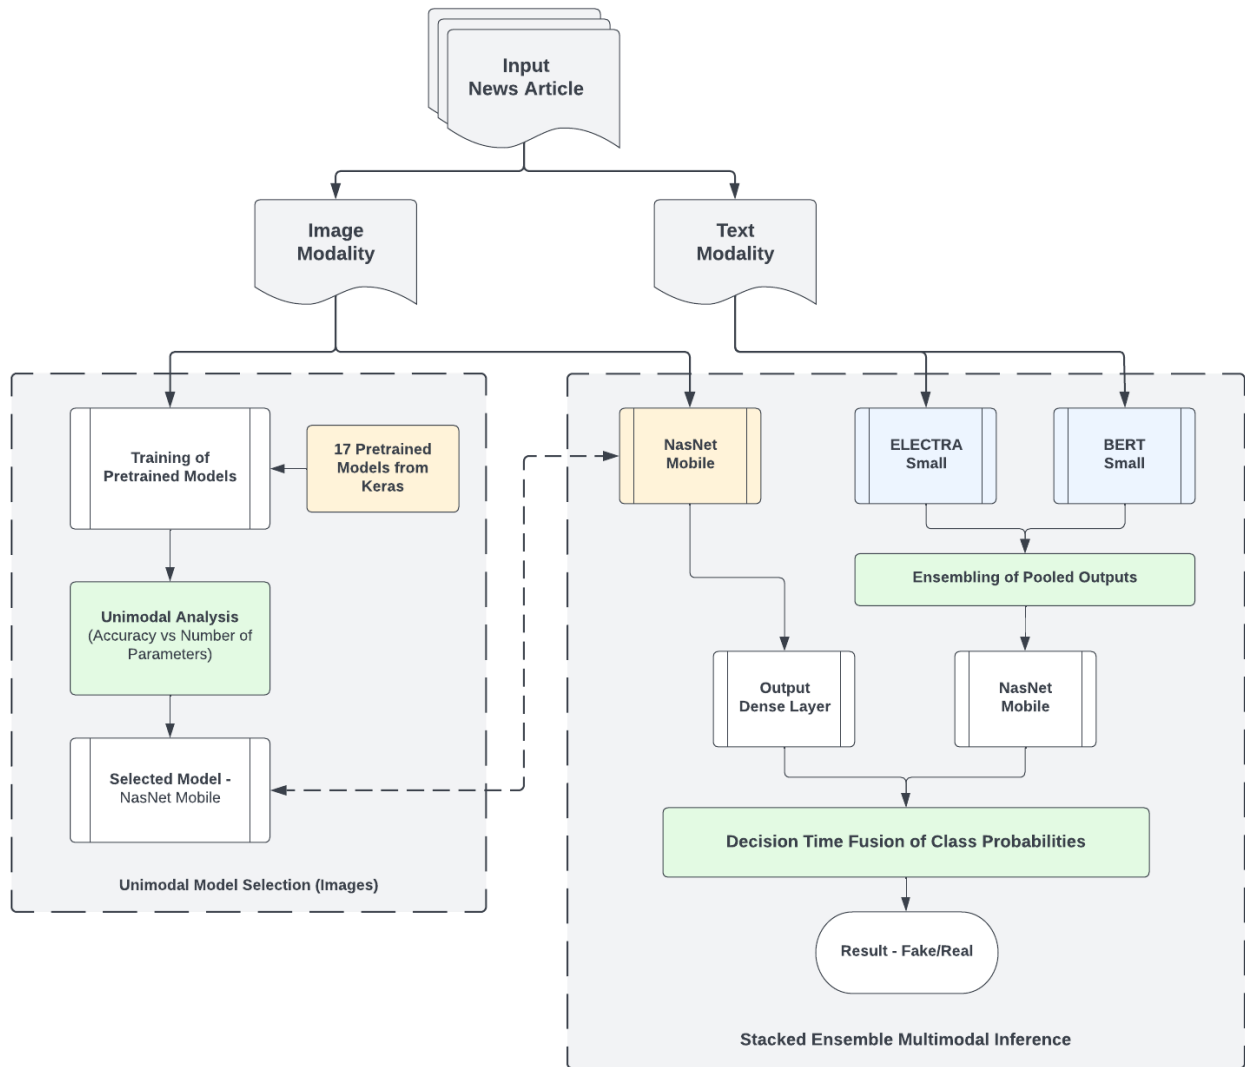 Input
News Article
Image
Modality
Text
Modality
Training of
Pretrained Models
17 Pretrained
Models from
Keras
Unimodal Analysis
(Accuracy vs Number of
Parameters)
Selected Model -
NasNet Mobile
Unimodal Model Selection (Images)
NasNet
Mobile
ELECTRA
Small
BERT
Small
Ensembling of Pooled Outputs
Output
Dense Layer
NasNet
Mobile
Decision Time Fusion of Class Probabilities
Result - Fake/Real
Stacked Ensemble Multimodal Inference